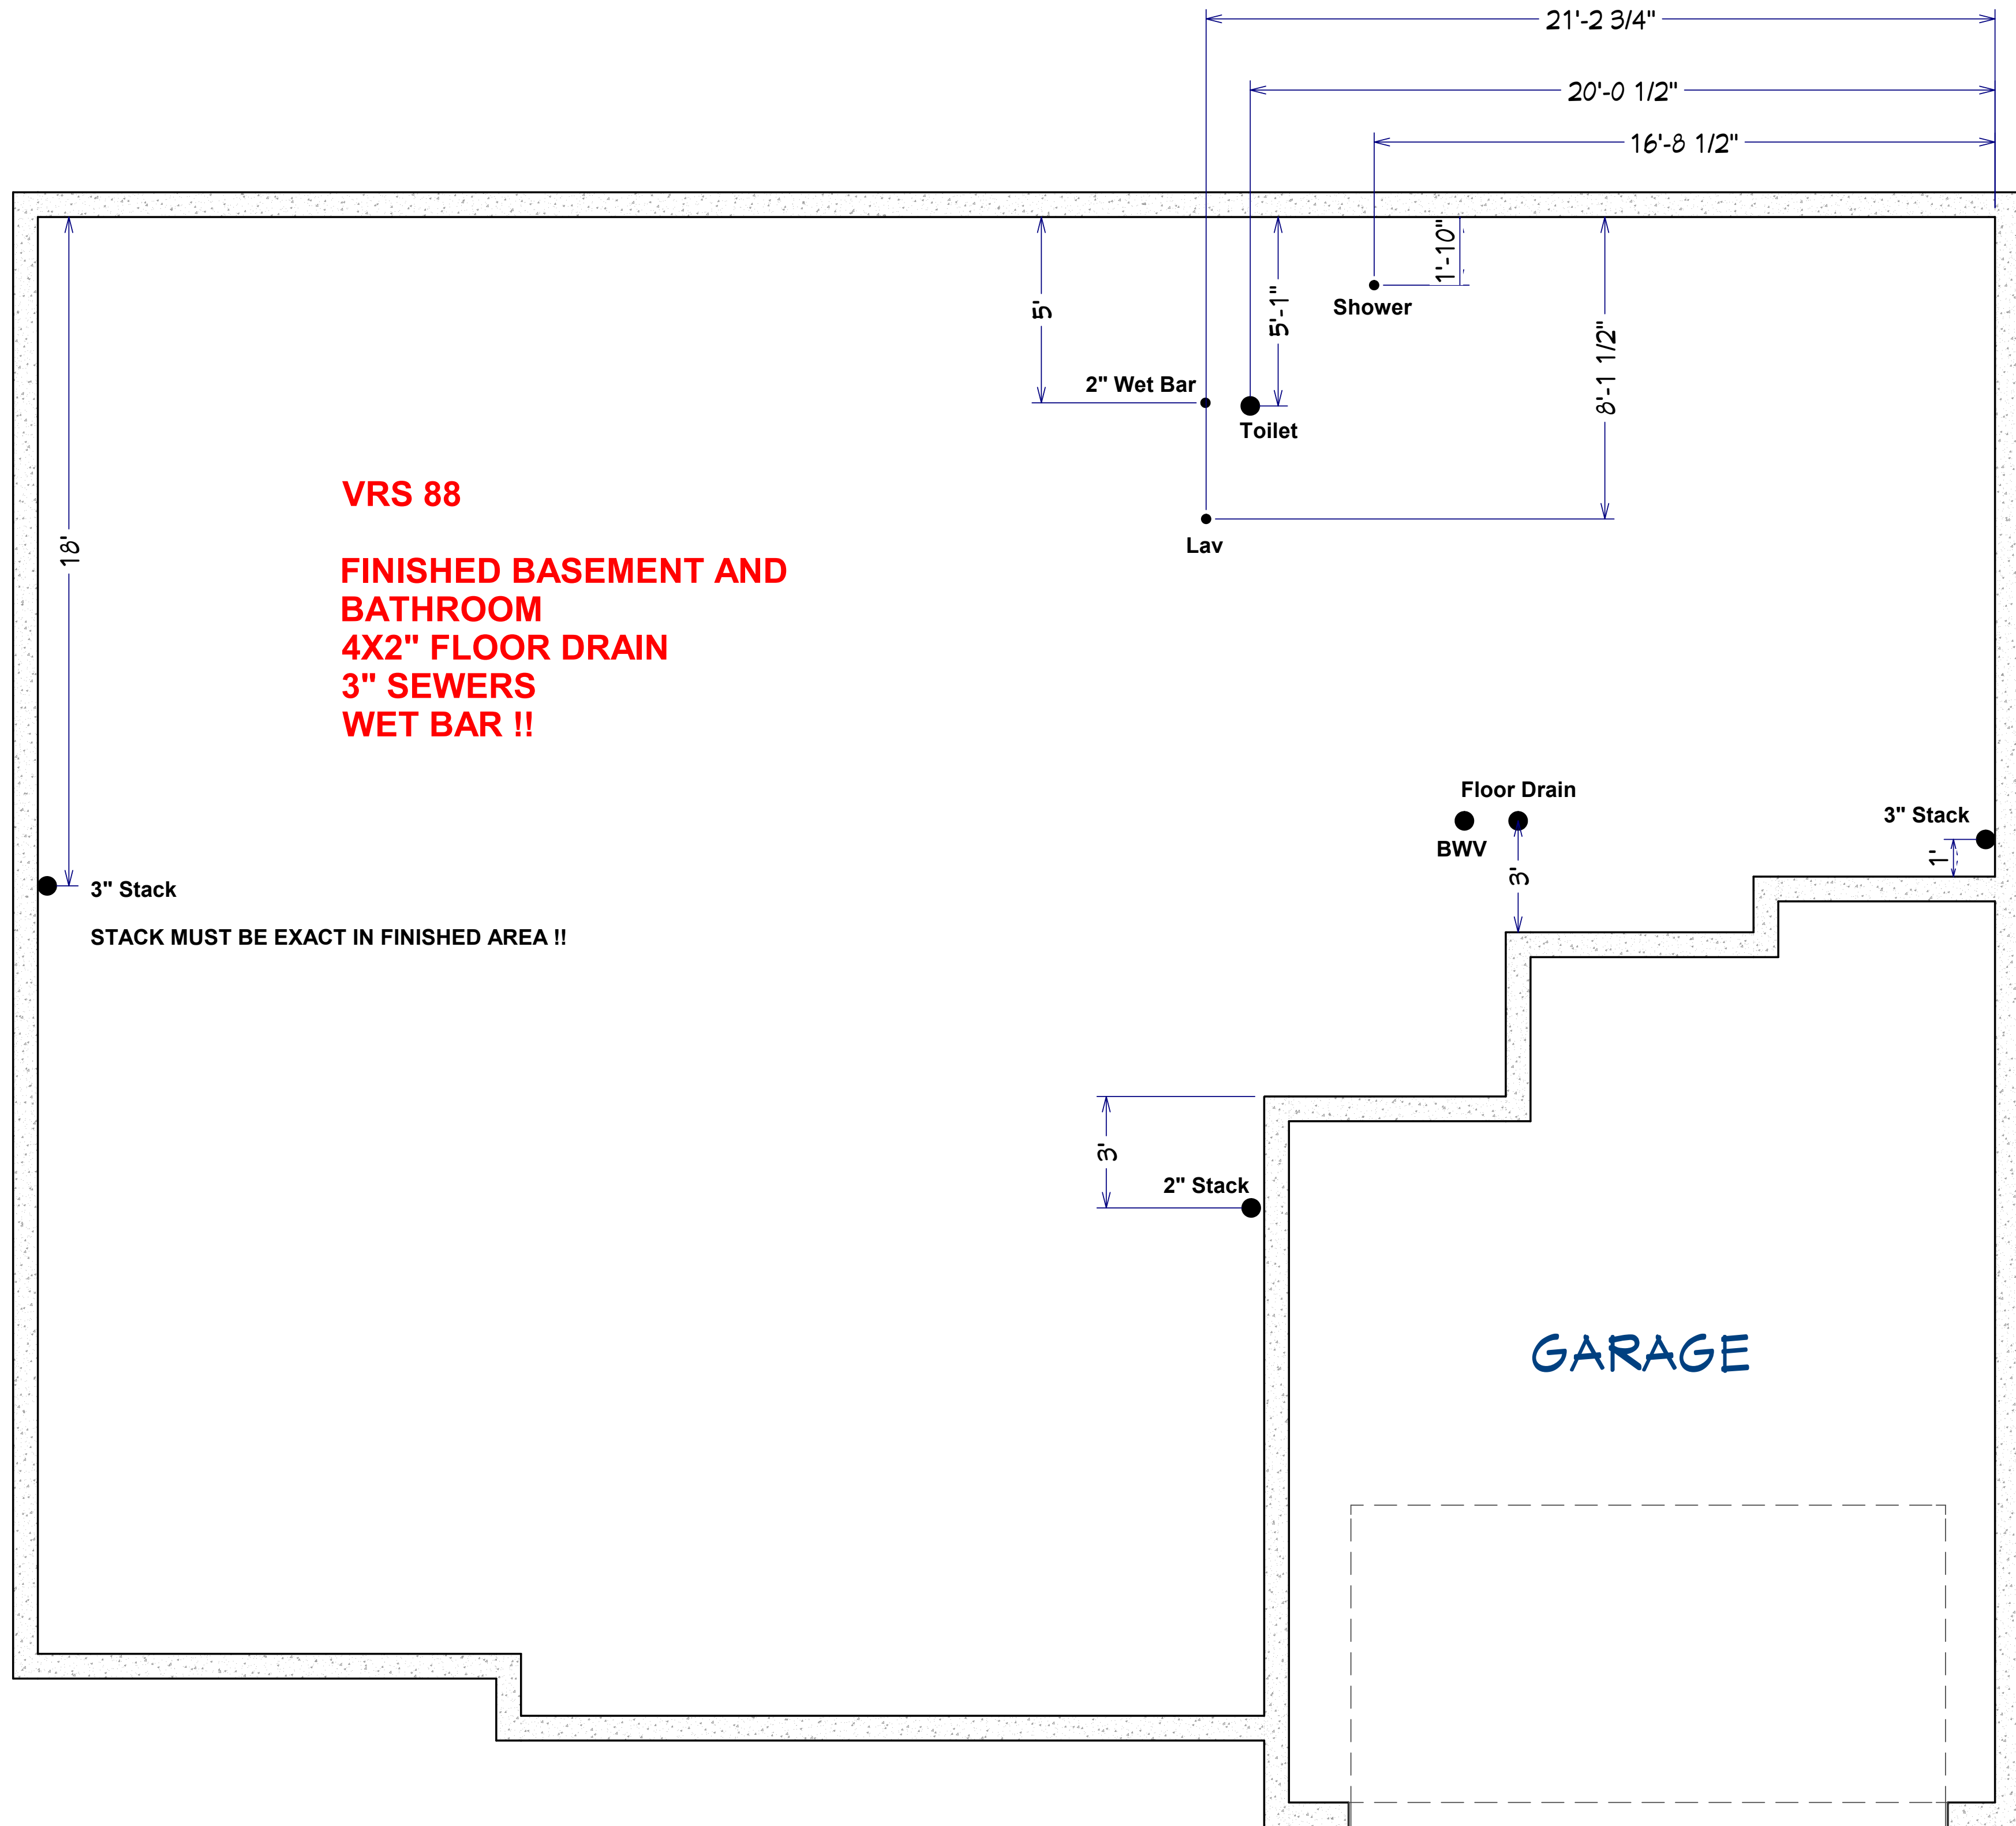 21'-2 3/4"
20'-0 1/2"
16'-8 1/2"
1'-10"
5'
5'-1"
Shower
8'-1 1/2"
2" Wet Bar
Toilet
Lav
18'
VRS 88
FINISHED BASEMENT AND
BATHROOM
4X2" FLOOR DRAIN
3" SEWERS
WET BAR !!
Floor Drain
BWV
3'
3" Stack
1'
3" Stack
STACK MUST BE EXACT IN FINISHED AREA !!
3'
2" Stack
GARAGE